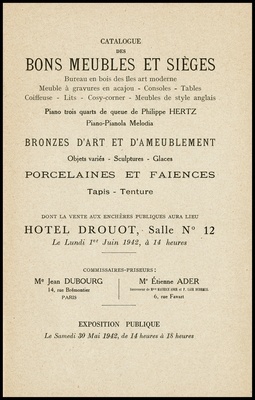 CATALOGUE
DES
BONS MEUBLES ET SIÈGES
Bureau en bois des îles art moderne
Meuble à gravures en acajou - Consoles - Tables
Coiffeuse - Lits - Cosy-corner - Meubles de style anglais
Piano trois quarts de queue de Philippe HERTZ
Piano-Pianola Melodia
BRONZES D'ART ET D'AMEUBLEMENT
Objets variés - Sculptures - Glaces
PORCELAINES ET FAIENCES
Tapis - Tenture
DONT LA VENTE AUX ENCHÈRES PUBLIQUES AURA LIEU
HOTEL DROUOT, Salle N° 12
Le Lundi 1er Juin 1942, à 14 heures
COMMISSAIRES-PRISEURS :
Me Jean DUBOURG
14, rue
PARIS
Me Étienne ADER
6, rue Favart
EXPOSITION PUBLIQUE
Le Samedi 30 Mai 1942, de 14 heures à 18 heures